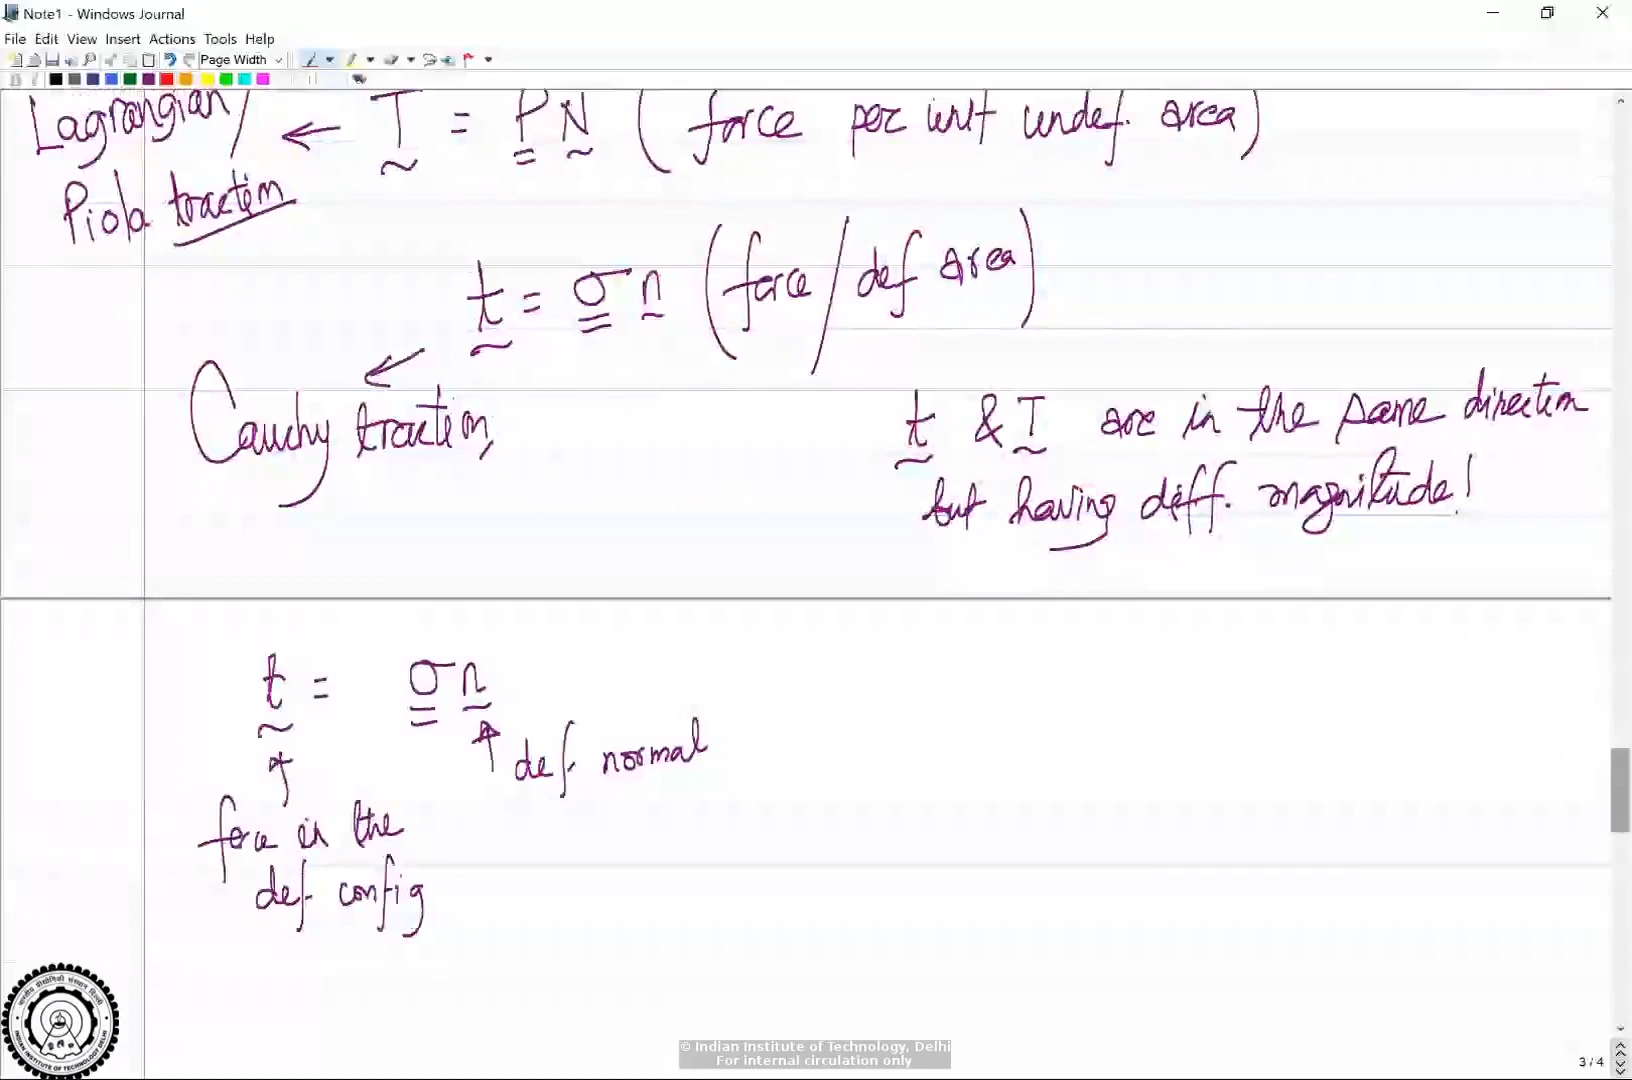 Note1 - Windows Journal
File Edit View Insert Actions Tools Help
Page Width
Lagrangian/ ← T = P N ( force per unit undef. area)
Piola traction
t = σ n (force/def area)
Cauchy traction,
t & T are in the same direction
but having diff. magnitude!
t = σ n
def. normal
force in the
def. config
© Indian Institute of Technology, Delhi
For internal circulation only
3 / 4